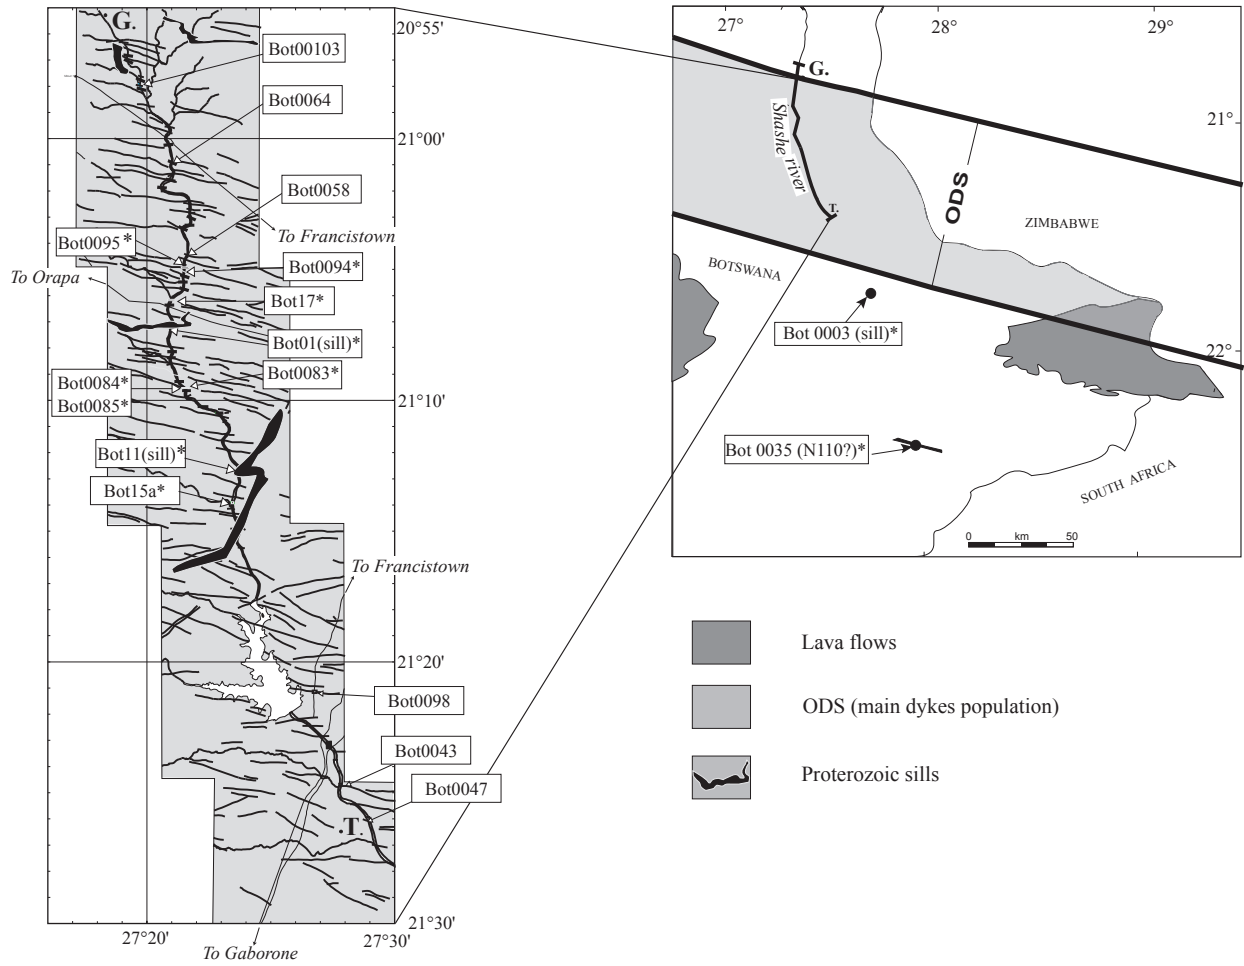 G.
20°55'
Bot00103
Bot0064
21°00'
Bot0058
To Francistown
Bot0095*
Bot0094*
To Orapa
Bot17*
Bot01(sill)*
Bot0083*
Bot0084*
Bot0085*
21°10'
Bot11(sill)*
Bot15a*
To Francistown
21°20'
Bot0098
Bot0043
Bot0047
.T.
21°30'
27°20'
27°30'
To Gaborone
27°
28°
29°
G.
21°
Shashe river
ODS
T.
ZIMBABWE
BOTSWANA
Bot 0003 (sill)*
22°
Bot 0035 (N110?)*
SOUTH AFRICA
0 km 50
Lava flows
ODS (main dykes population)
Proterozoic sills